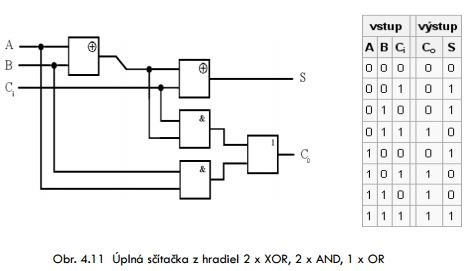 A
B
Ci
⊕
⊕
S
&
&
1
Co
vstup výstup
A B Ci Co S
0 0 0 0 0
0 0 1 0 1
0 1 0 0 1
0 1 1 1 0
1 0 0 0 1
1 0 1 1 0
1 1 0 1 0
1 1 1 1 1
Obr. 4.11 Úplná sčítačka z hradiel 2 x XOR, 2 x AND, 1 x OR